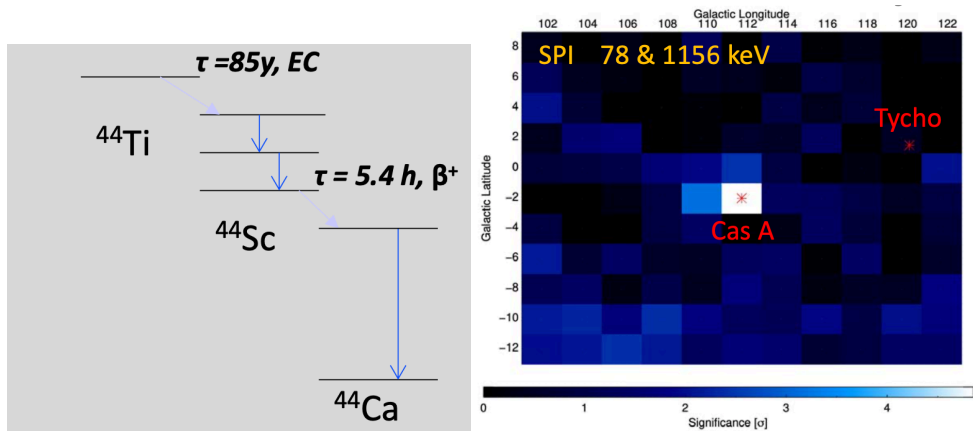 τ =85y, EC
⁴⁴Ti
τ = 5.4 h, β⁺
⁴⁴Sc
⁴⁴Ca
Galactic Longitude
102 104 106 108 110 112 114 116 118 120 122
SPI 78 & 1156 keV
Tycho
Cas A
Galactic Latitude
8
6
4
2
0
−2
−4
−6
−8
−10
−12
0 1 2 3 4
Significance [σ]